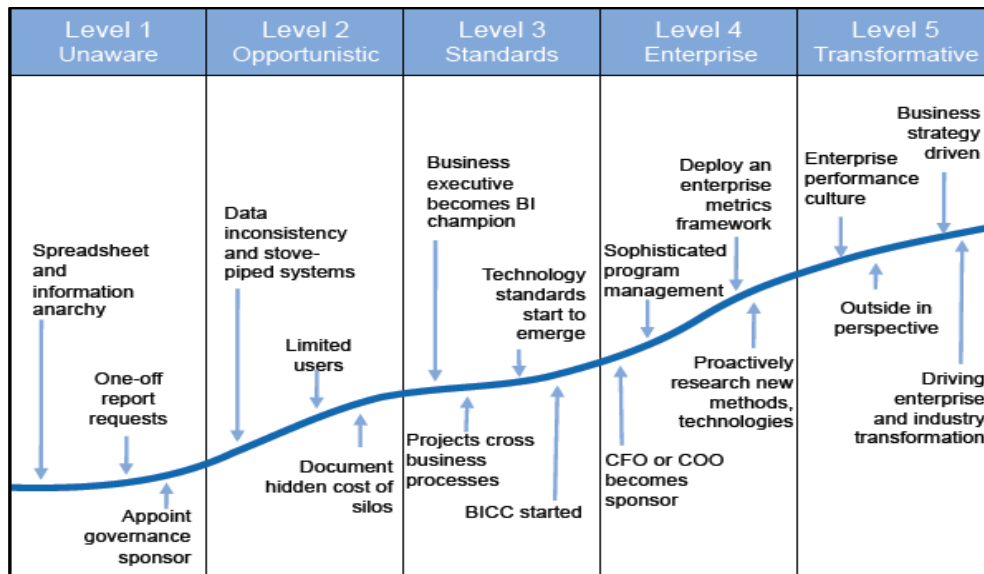 Level 1
Unaware
Level 2
Opportunistic
Level 3
Standards
Level 4
Enterprise
Level 5
Transformative
Spreadsheet
and
information
anarchy
One-off
report
requests
Appoint
governance
sponsor
Data
inconsistency
and stove-
piped systems
Limited
users
Document
hidden cost of
silos
Business
executive
becomes BI
champion
Technology
standards
start to
emerge
Projects cross
business
processes
BICC started
Deploy an
enterprise
metrics
framework
Sophisticated
program
management
Proactively
research new
methods,
technologies
CFO or COO
becomes
sponsor
Business
strategy
driven
Enterprise
performance
culture
Outside in
perspective
Driving
enterprise
and industry
transformation